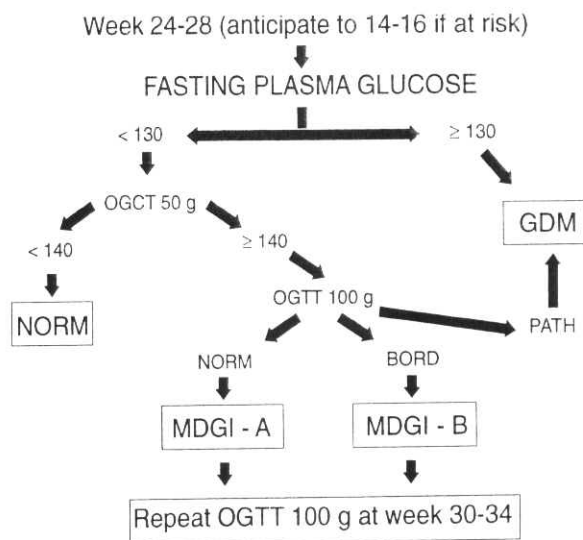 Week 24-28 (anticipate to 14-16 if at risk)
FASTING PLASMA GLUCOSE
< 130
≥ 130
OGCT 50 g
GDM
< 140
≥ 140
OGTT 100 g
NORM
PATH
NORM
BORD
MDGI - A
MDGI - B
Repeat OGTT 100 g at week 30-34